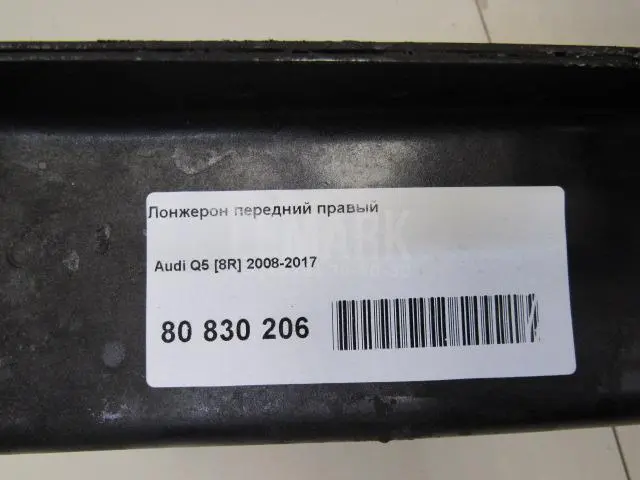 Лонжерон передний правый
Audi Q5 [8R] 2008-2017
80 830 206